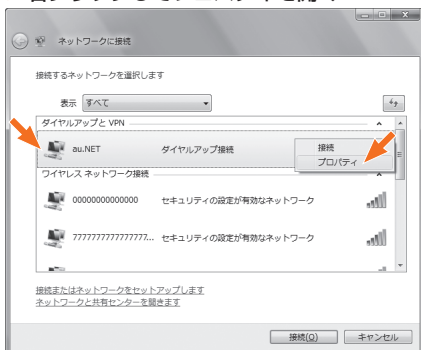 ネットワークに接続
接続するネットワークを選択します
表示 すべて
ダイヤルアップと VPN
au.NET ダイヤルアップ接続
接続
プロパティ
ワイヤレス ネットワーク接続
00000000000000 セキュリティの設定が有効なネットワーク
77777777777777... セキュリティの設定が有効なネットワーク
接続またはネットワークをセットアップします
ネットワークと共有センターを開きます
接続(O) キャンセル